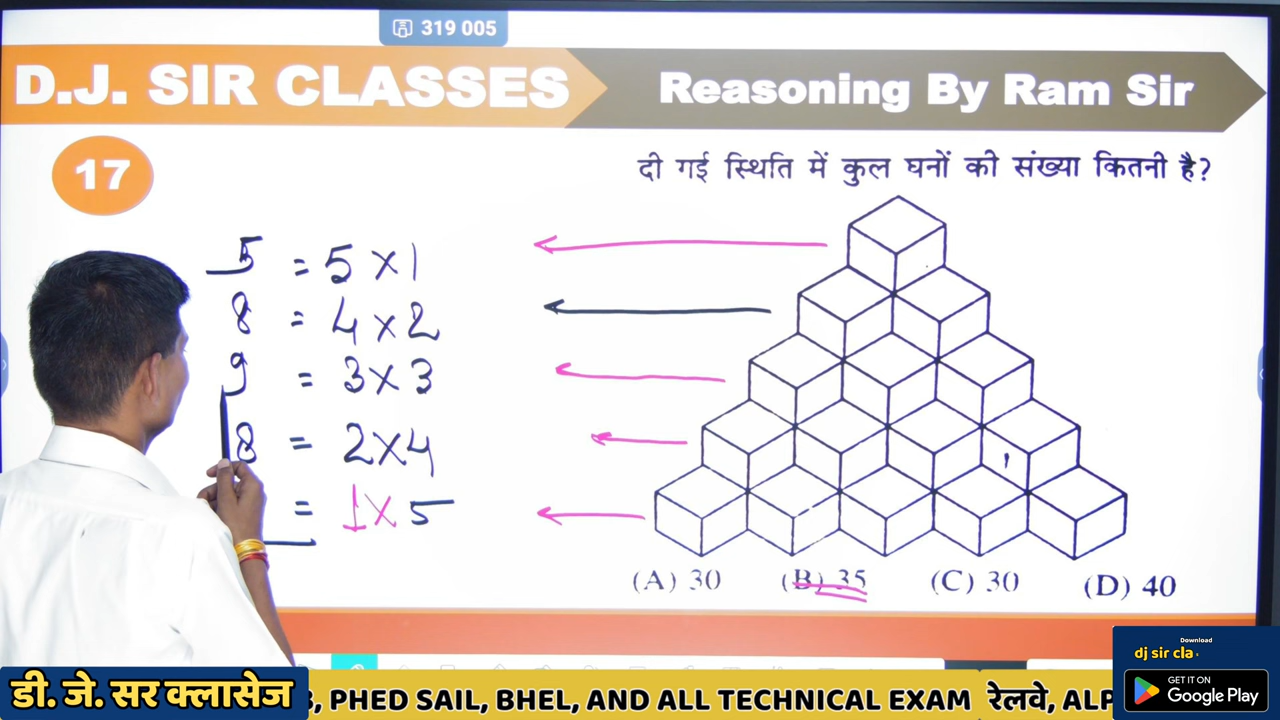 319 005
D.J. SIR CLASSES
Reasoning By Ram Sir
17
दी गई स्थिति में कुल घनों की संख्या कितनी है?
5 = 5 × 1
8 = 4 × 2
9 = 3 × 3
8 = 2 × 4
= 1 × 5
(A) 30 (B) 35 (C) 30 (D) 40
Download
dj sir cla
GET IT ON
Google Play
डी. जे. सर क्लासेज
, PHED SAIL, BHEL, AND ALL TECHNICAL EXAM रेलवे, ALP